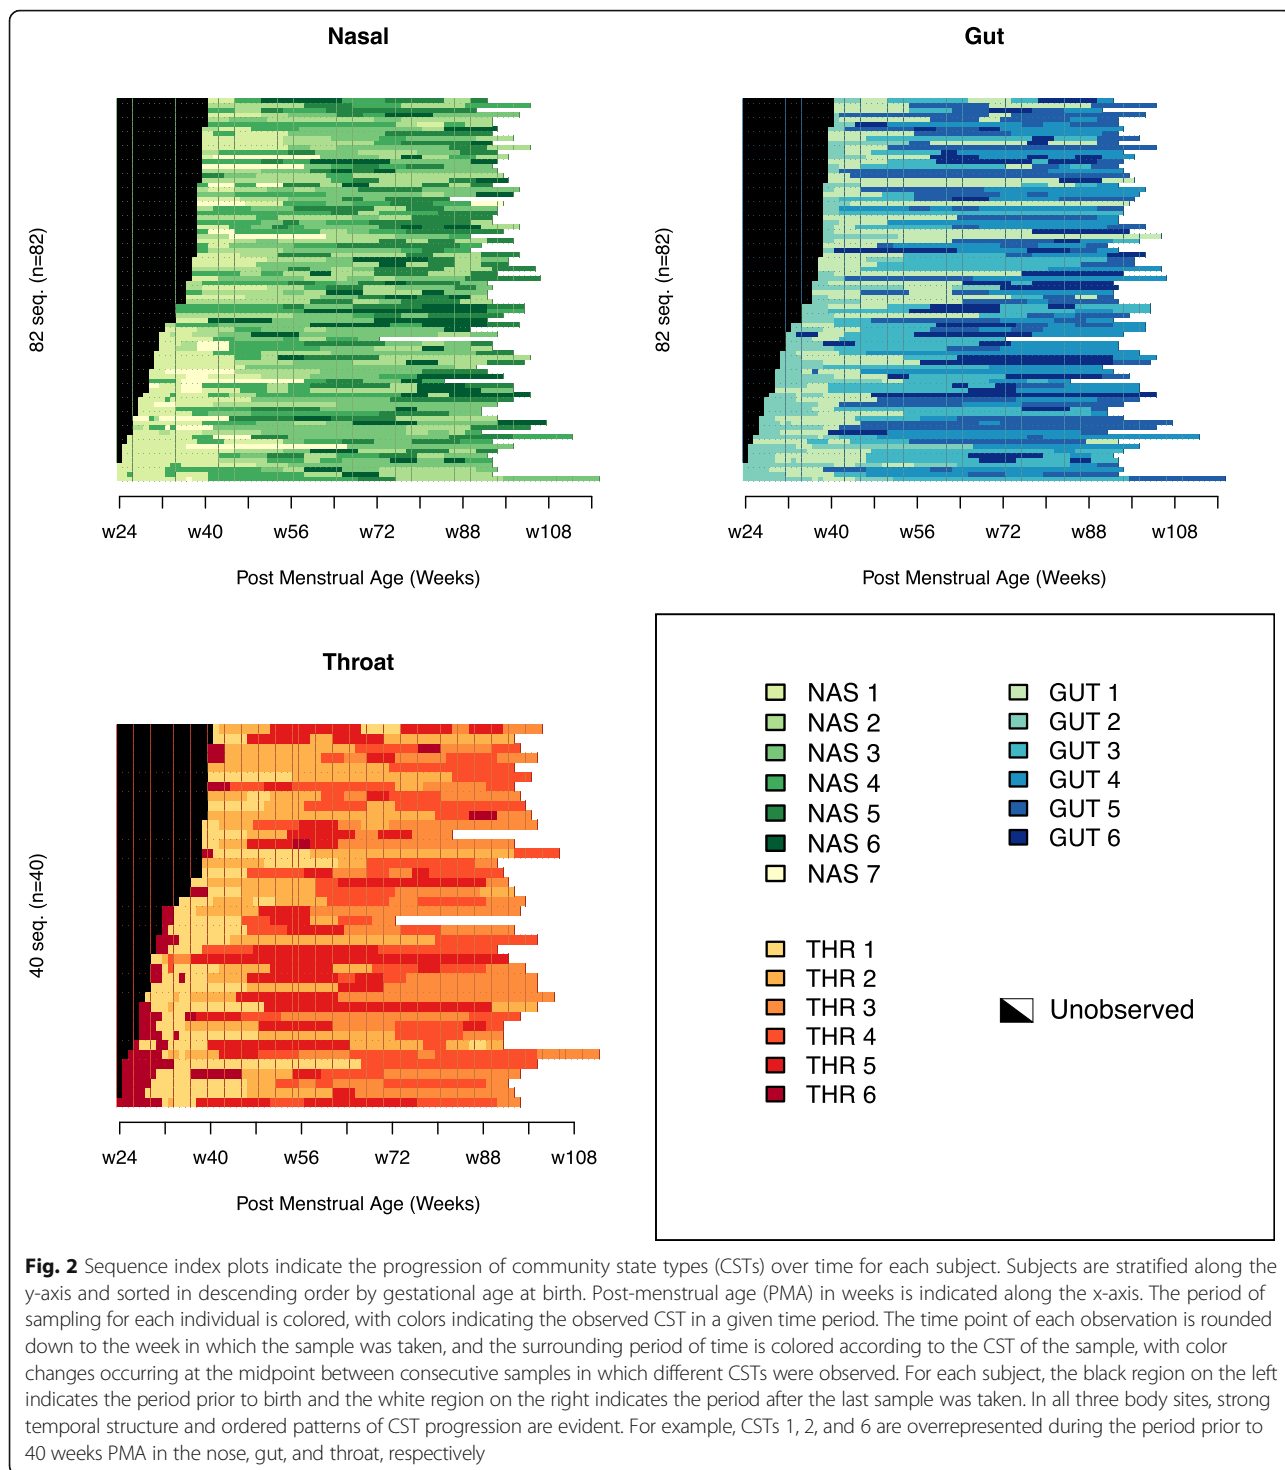 Nasal
Gut
82 seq. (n=82)
82 seq. (n=82)
w24 w40 w56 w72 w88 w108
w24 w40 w56 w72 w88 w108
Post Menstrual Age (Weeks)
Post Menstrual Age (Weeks)
Throat
40 seq. (n=40)
w24 w40 w56 w72 w88 w108
Post Menstrual Age (Weeks)
NAS 1
NAS 2
NAS 3
NAS 4
NAS 5
NAS 6
NAS 7
GUT 1
GUT 2
GUT 3
GUT 4
GUT 5
GUT 6
THR 1
THR 2
THR 3
THR 4
THR 5
THR 6
Unobserved
Fig. 2 Sequence index plots indicate the progression of community state types (CSTs) over time for each subject. Subjects are stratified along the
y-axis and sorted in descending order by gestational age at birth. Post-menstrual age (PMA) in weeks is indicated along the x-axis. The period of
sampling for each individual is colored, with colors indicating the observed CST in a given time period. The time point of each observation is rounded
down to the week in which the sample was taken, and the surrounding period of time is colored according to the CST of the sample, with color
changes occurring at the midpoint between consecutive samples in which different CSTs were observed. For each subject, the black region on the left
indicates the period prior to birth and the white region on the right indicates the period after the last sample was taken. In all three body sites, strong
temporal structure and ordered patterns of CST progression are evident. For example, CSTs 1, 2, and 6 are overrepresented during the period prior to
40 weeks PMA in the nose, gut, and throat, respectively